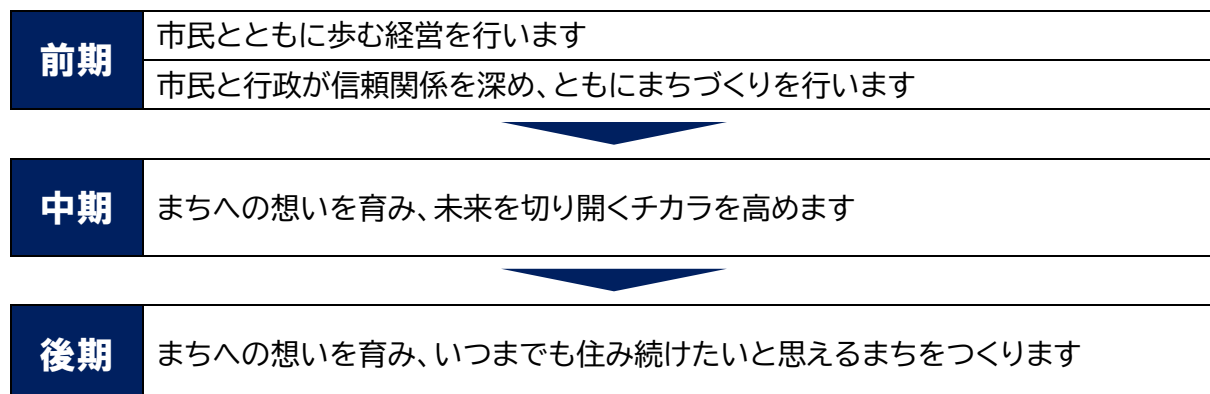 前期
市民とともに歩む経営を行います
市民と行政が信頼関係を深め、ともにまちづくりを行います
中期
まちへの想いを育み、未来を切り開くチカラを高めます
後期
まちへの想いを育み、いつまでも住み続けたいと思えるまちをつくります